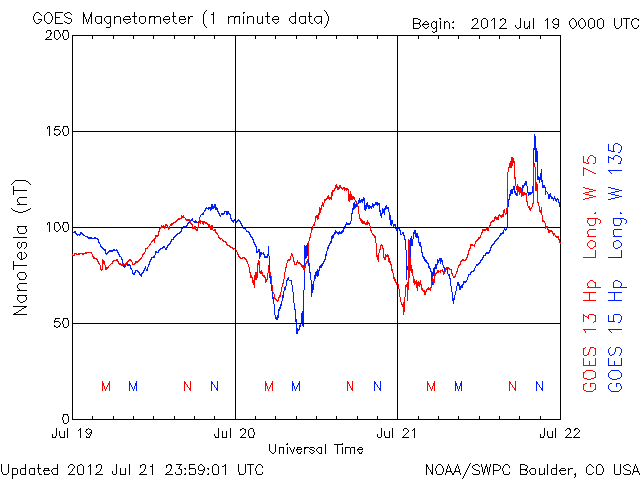 GOES Magnetometer (1 minute data)
Begin: 2012 Jul 19 0000 UTC
200
150
100
50
0
NanoTesla (nT)
M M N N M M N N M M N N
Jul 19 Jul 20 Jul 21 Jul 22
Universal Time
GOES 13 Hp Long. W 75
GOES 15 Hp Long. W 135
Updated 2012 Jul 21 23:59:01 UTC
NOAA/SWPC Boulder, CO USA